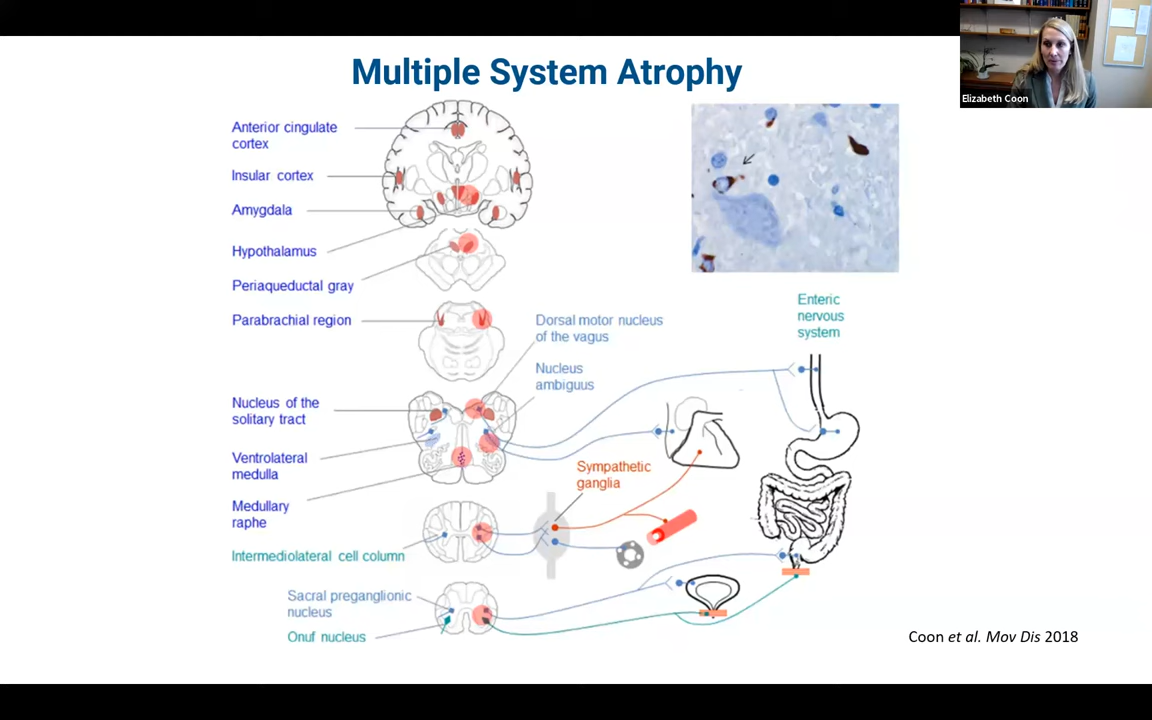 Elizabeth Coon
Multiple System Atrophy
Anterior cingulate
cortex
Insular cortex
Amygdala
Hypothalamus
Periaqueductal gray
Parabrachial region
Dorsal motor nucleus
of the vagus
Nucleus
ambiguus
Enteric
nervous
system
Nucleus of the
solitary tract
Ventrolateral
medulla
Medullary
raphe
Sympathetic
ganglia
Intermediolateral cell column
Sacral preganglionic
nucleus
Onuf nucleus
Coon et al. Mov Dis 2018